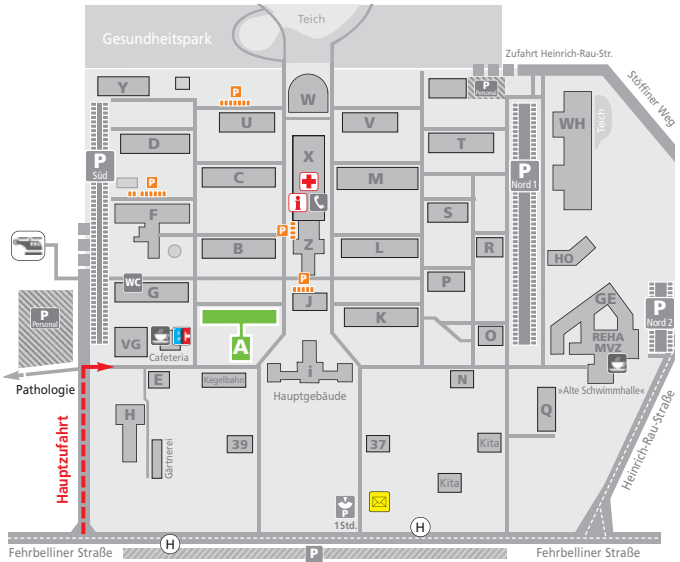 Teich
Gesundheitspark
Zufahrt Heinrich-Rau-Str.
Stöffiner Weg
Y
P
W
P
Personal
U
V
WH
Teich
D
X
T
P
Süd
P
Nord 1
C
M
P
i
F
S
P
B
Z
L
R
HO
WC
G
P
P
J
GE
P
Nord 2
P
Personal
K
VG
A
O
REHA
MVZ
Cafeteria
Pathologie
E
Kegelbahn
i
N
»Alte Schwimmhalle«
Hauptgebäude
H
Q
Hauptzufahrt
Gärtnerei
39
37
Kita
Heinrich-Rau-Straße
Kita
P
1Std.
H
H
Fehrbelliner Straße
P
Fehrbelliner Straße